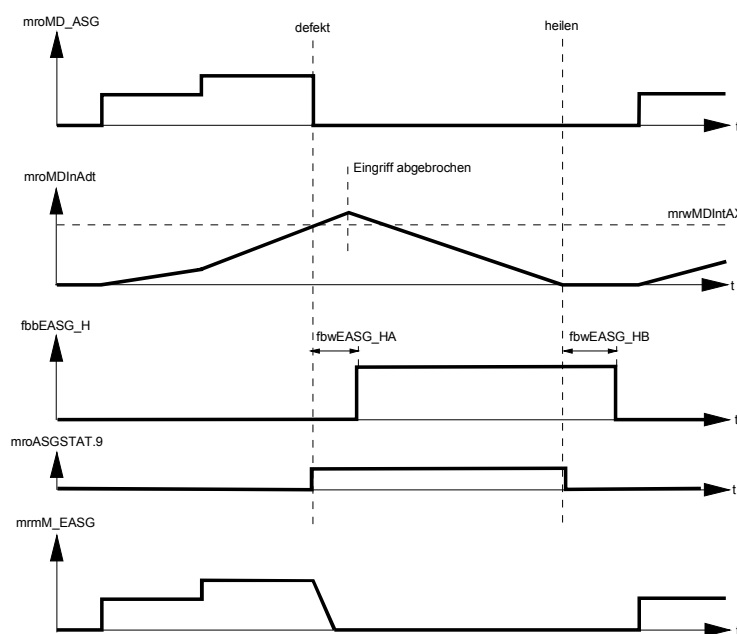 mroMD_ASG
defekt
heilen
t
mroMDInAdt
Eingriff abgebrochen
mrwMDIntAX
t
fbbEASG_H
fbwEASG_HA
fbwEASG_HB
t
mroASGSTAT.9
t
mrmM_EASG
t